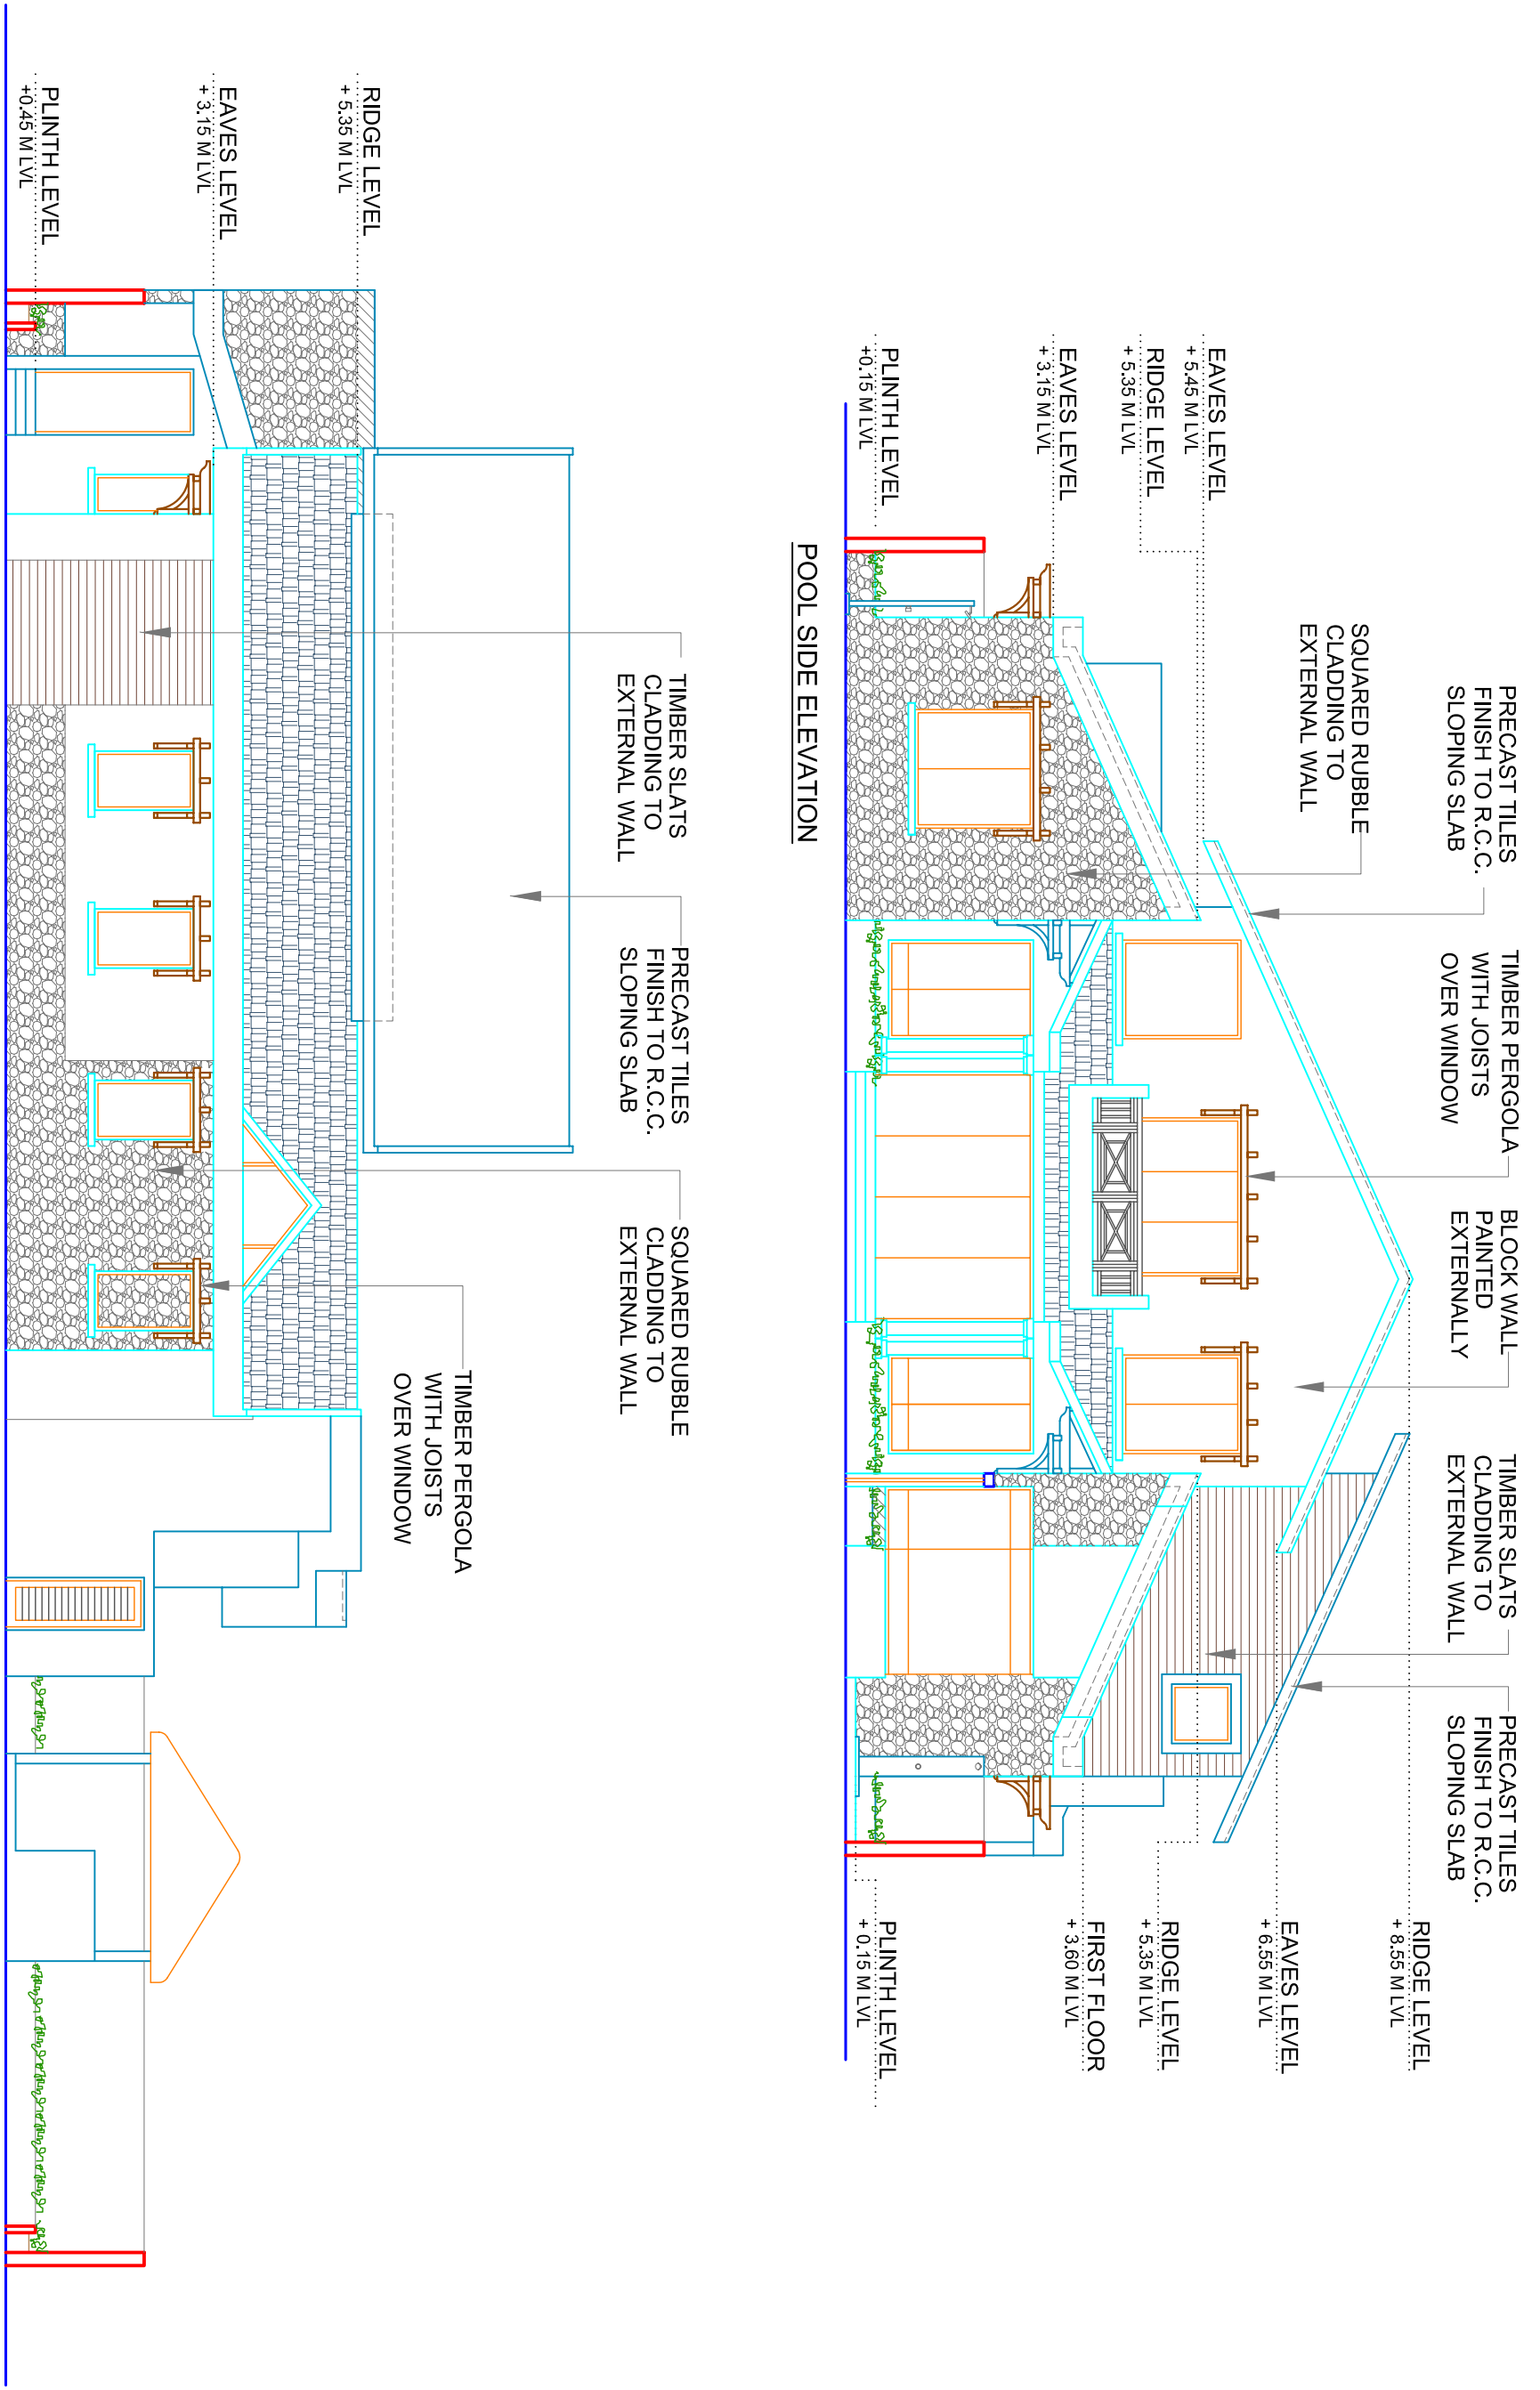 PRECAST TILES
FINISH TO R.C.C.
SLOPING SLAB
TIMBER PERGOLA
WITH JOISTS
OVER WINDOW
BLOCK WALL
PAINTED
EXTERNALLY
TIMBER SLATS
CLADDING TO
EXTERNAL WALL
PRECAST TILES
FINISH TO R.C.C.
SLOPING SLAB
SQUARED RUBBLE
CLADDING TO
EXTERNAL WALL
EAVES LEVEL
+ 5.45 M LVL
RIDGE LEVEL
+ 5.35 M LVL
EAVES LEVEL
+ 3.15 M LVL
PLINTH LEVEL
+0.15 M LVL
RIDGE LEVEL
+ 8.55 M LVL
EAVES LEVEL
+ 6.55 M LVL
RIDGE LEVEL
+ 5.35 M LVL
FIRST FLOOR
+ 3.60 M LVL
PLINTH LEVEL
+ 0.15 M LVL
POOL SIDE ELEVATION
TIMBER SLATS
CLADDING TO
EXTERNAL WALL
PRECAST TILES
FINISH TO R.C.C.
SLOPING SLAB
SQUARED RUBBLE
CLADDING TO
EXTERNAL WALL
TIMBER PERGOLA
WITH JOISTS
OVER WINDOW
RIDGE LEVEL
+ 5.35 M LVL
EAVES LEVEL
+ 3.15 M LVL
PLINTH LEVEL
+0.45 M LVL